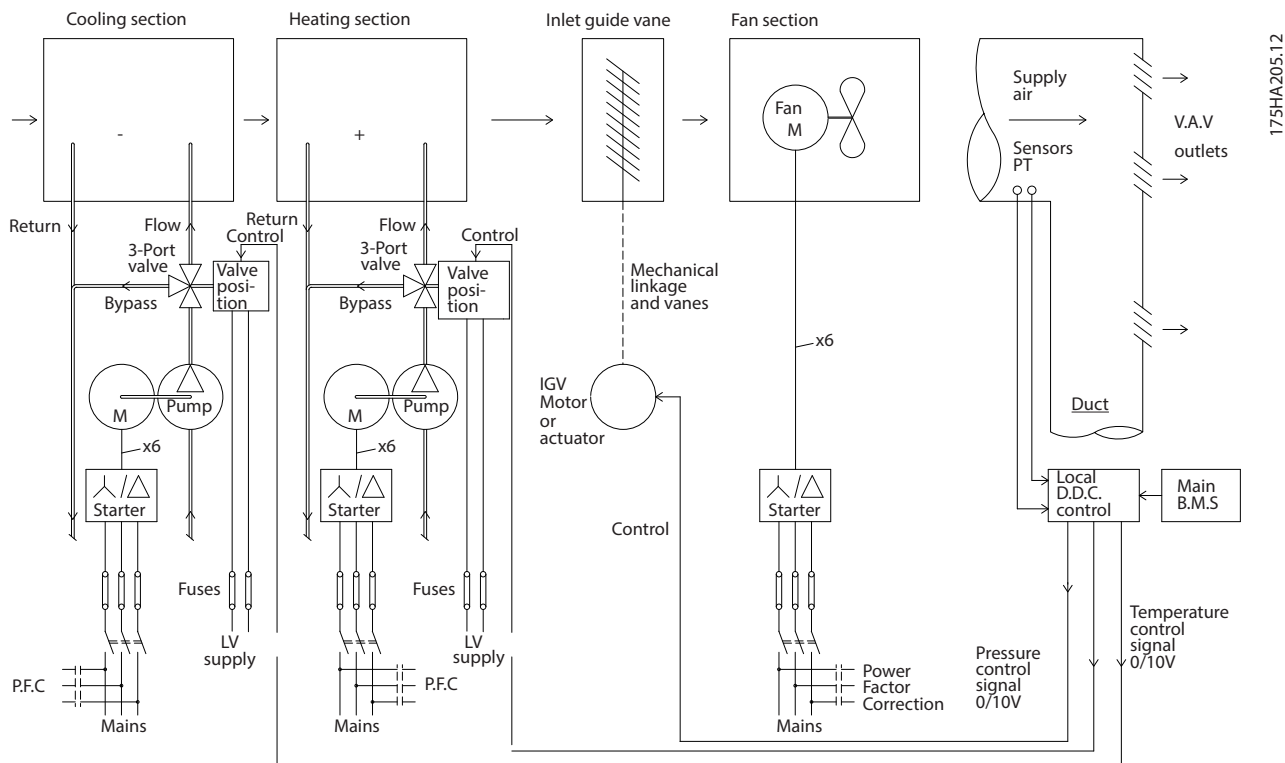 Cooling section
Heating section
Inlet guide vane
Fan section
175HA205.12
-
+
Fan
M
Supply
air
Sensors
PT
V.A.V
outlets
Return
Flow
3-Port
valve
Bypass
Control
Valve
posi-
tion
Return
Flow
3-Port
valve
Bypass
Control
Valve
posi-
tion
Mechanical
linkage
and vanes
x6
M
Pump
x6
M
Pump
x6
IGV
Motor
or
actuator
Duct
Starter
Starter
Starter
Local
D.D.C.
control
Main
B.M.S
Control
Fuses
LV
supply
Fuses
LV
supply
P.F.C
Mains
P.F.C
Mains
Power
Factor
Correction
Mains
Pressure
control
signal
0/10V
Temperature
control
signal
0/10V